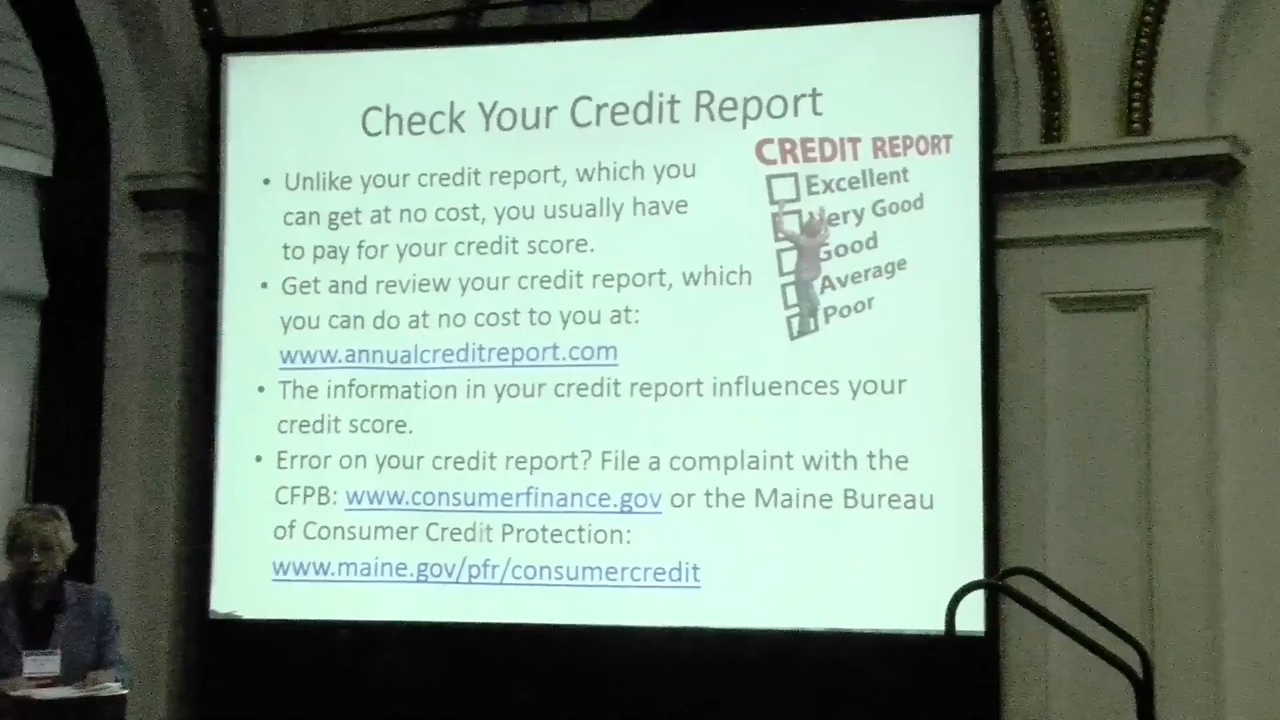 Check Your Credit Report
CREDIT REPORT
Excellent
Very Good
Good
Average
Poor
• Unlike your credit report, which you
can get at no cost, you usually have
to pay for your credit score.
• Get and review your credit report, which
you can do at no cost to you at:
www.annualcreditreport.com
• The information in your credit report influences your
credit score.
• Error on your credit report? File a complaint with the
CFPB: www.consumerfinance.gov or the Maine Bureau
of Consumer Credit Protection:
www.maine.gov/pfr/consumercredit